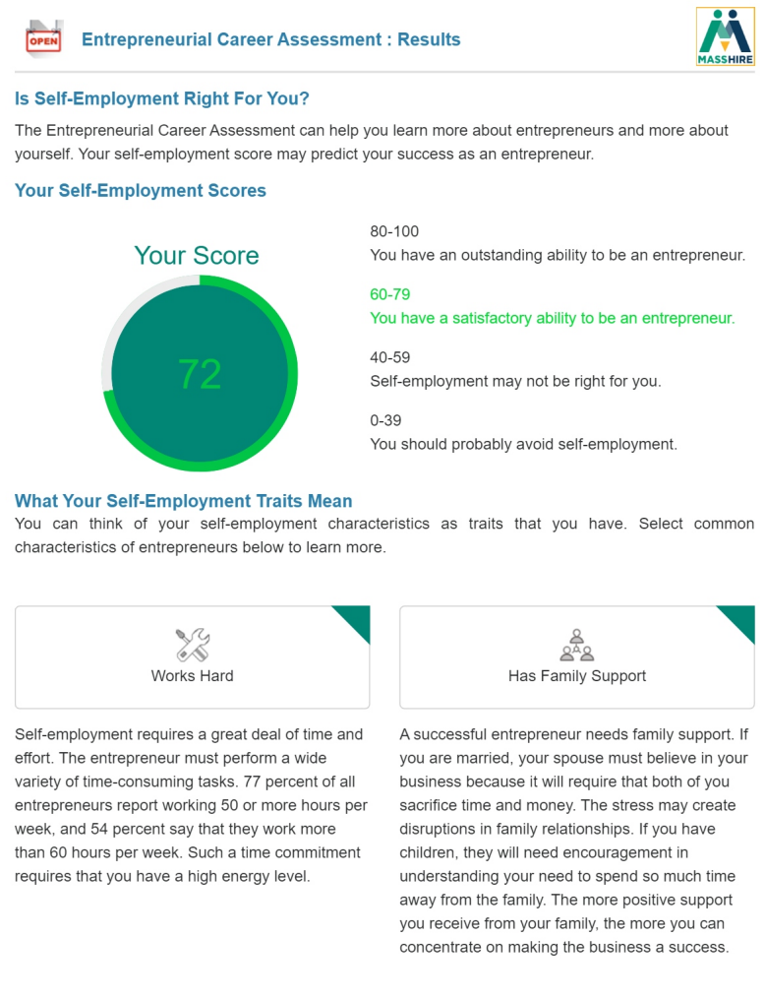 OPEN
Entrepreneurial Career Assessment : Results
MASSHIRE
Is Self-Employment Right For You?
The Entrepreneurial Career Assessment can help you learn more about entrepreneurs and more about
yourself. Your self-employment score may predict your success as an entrepreneur.
Your Self-Employment Scores
Your Score
72
80-100
You have an outstanding ability to be an entrepreneur.
60-79
You have a satisfactory ability to be an entrepreneur.
40-59
Self-employment may not be right for you.
0-39
You should probably avoid self-employment.
What Your Self-Employment Traits Mean
You can think of your self-employment characteristics as traits that you have. Select common
characteristics of entrepreneurs below to learn more.
Works Hard
Self-employment requires a great deal of time and
effort. The entrepreneur must perform a wide
variety of time-consuming tasks. 77 percent of all
entrepreneurs report working 50 or more hours per
week, and 54 percent say that they work more
than 60 hours per week. Such a time commitment
requires that you have a high energy level.
Has Family Support
A successful entrepreneur needs family support. If
you are married, your spouse must believe in your
business because it will require that both of you
sacrifice time and money. The stress may create
disruptions in family relationships. If you have
children, they will need encouragement in
understanding your need to spend so much time
away from the family. The more positive support
you receive from your family, the more you can
concentrate on making the business a success.